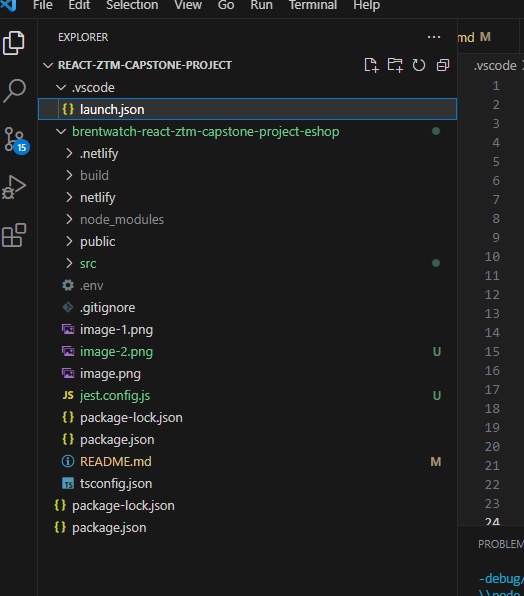 File Edit Selection View Go Run Terminal Help
EXPLORER ···
md M
REACT-ZTM-CAPSTONE-PROJECT
.vscode
.vscode
{} launch.json
1
2
brentwatch-react-ztm-capstone-project-eshop
3
.netlify
4
15
build
5
netlify
6
7
node_modules
8
public
9
src
10
.env
11
.gitignore
12
13
image-1.png
14
image-2.png U
15
image.png
16
JS jest.config.js U
17
{} package-lock.json
18
19
{} package.json
20
README.md M
21
TS tsconfig.json
22
{} package-lock.json
23
{} package.json
24
PROBLEM
-debug/
\\node